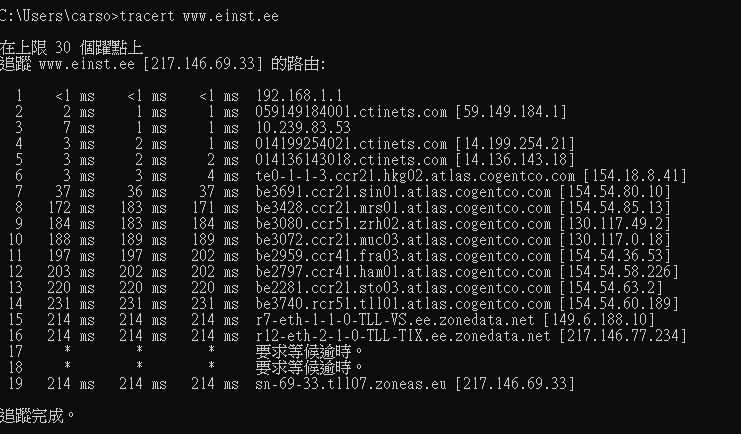 C:\Users\carso>tracert www.einst.ee
在上限 30 個躍點上
追蹤 www.einst.ee [217.146.69.33] 的路由:
1 <1 ms <1 ms <1 ms 192.168.1.1
2 2 ms 1 ms 1 ms 059149184001.ctinets.com [59.149.184.1]
3 7 ms 1 ms 1 ms 10.239.83.53
4 3 ms 2 ms 1 ms 014199254021.ctinets.com [14.199.254.21]
5 3 ms 2 ms 2 ms 014136143018.ctinets.com [14.136.143.18]
6 3 ms 3 ms 4 ms te0-1-1-3.ccr21.hkg02.atlas.cogentco.com [154.18.8.41]
7 37 ms 36 ms 37 ms be3691.ccr21.sin01.atlas.cogentco.com [154.54.80.10]
8 172 ms 183 ms 171 ms be3428.ccr21.mrs01.atlas.cogentco.com [154.54.85.13]
9 184 ms 183 ms 184 ms be3080.ccr51.zrh02.atlas.cogentco.com [130.117.49.2]
10 188 ms 189 ms 189 ms be3072.ccr21.muc03.atlas.cogentco.com [130.117.0.18]
11 197 ms 197 ms 202 ms be2959.ccr41.fra03.atlas.cogentco.com [154.54.36.53]
12 203 ms 202 ms 202 ms be2797.ccr41.ham01.atlas.cogentco.com [154.54.58.226]
13 220 ms 220 ms 220 ms be2281.ccr21.sto03.atlas.cogentco.com [154.54.63.2]
14 231 ms 231 ms 231 ms be3740.rcr51.tll01.atlas.cogentco.com [154.54.60.189]
15 214 ms 214 ms 214 ms r7-eth-1-1-0-TLL-VS.ee.zonedata.net [149.6.188.10]
16 214 ms 214 ms 214 ms r12-eth-2-1-0-TLL-TIX.ee.zonedata.net [217.146.77.234]
17 * * * 要求等候逾時。
18 * * * 要求等候逾時。
19 214 ms 214 ms 214 ms sn-69-33.tll07.zoneas.eu [217.146.69.33]
追蹤完成。